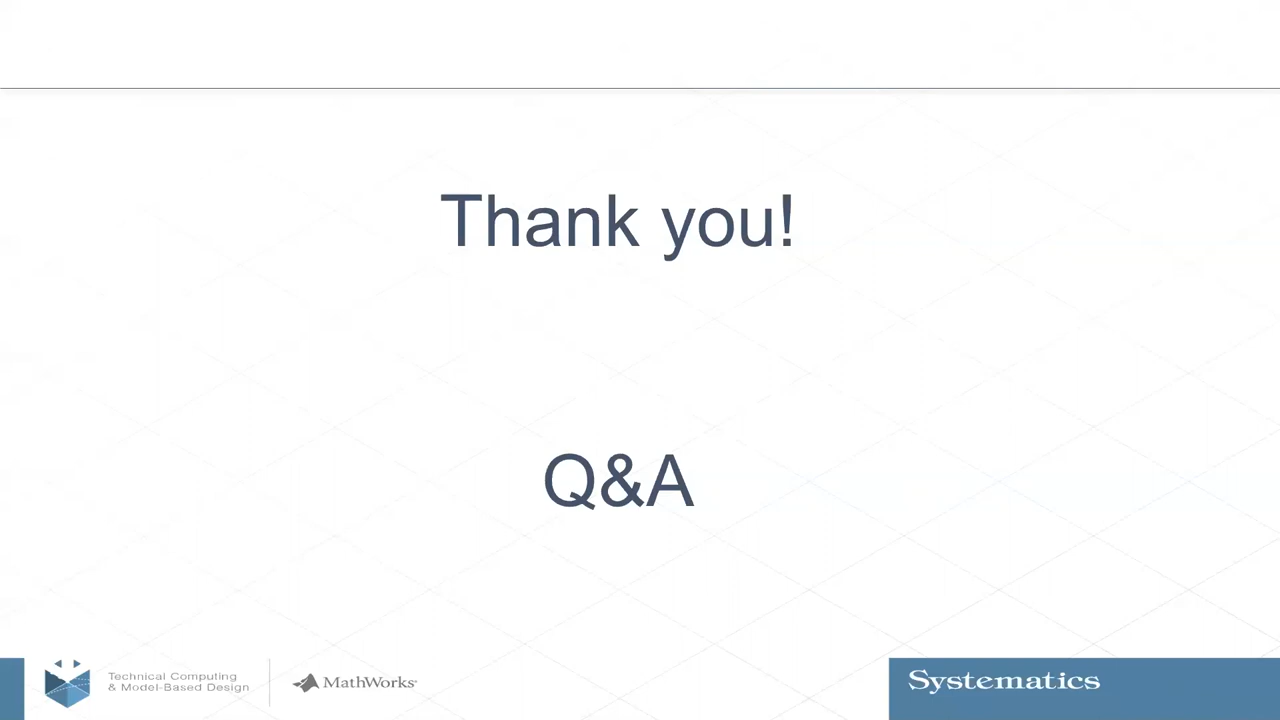 Thank you!
Q&A
Technical Computing
& Model-Based Design
MathWorks®
Systematics